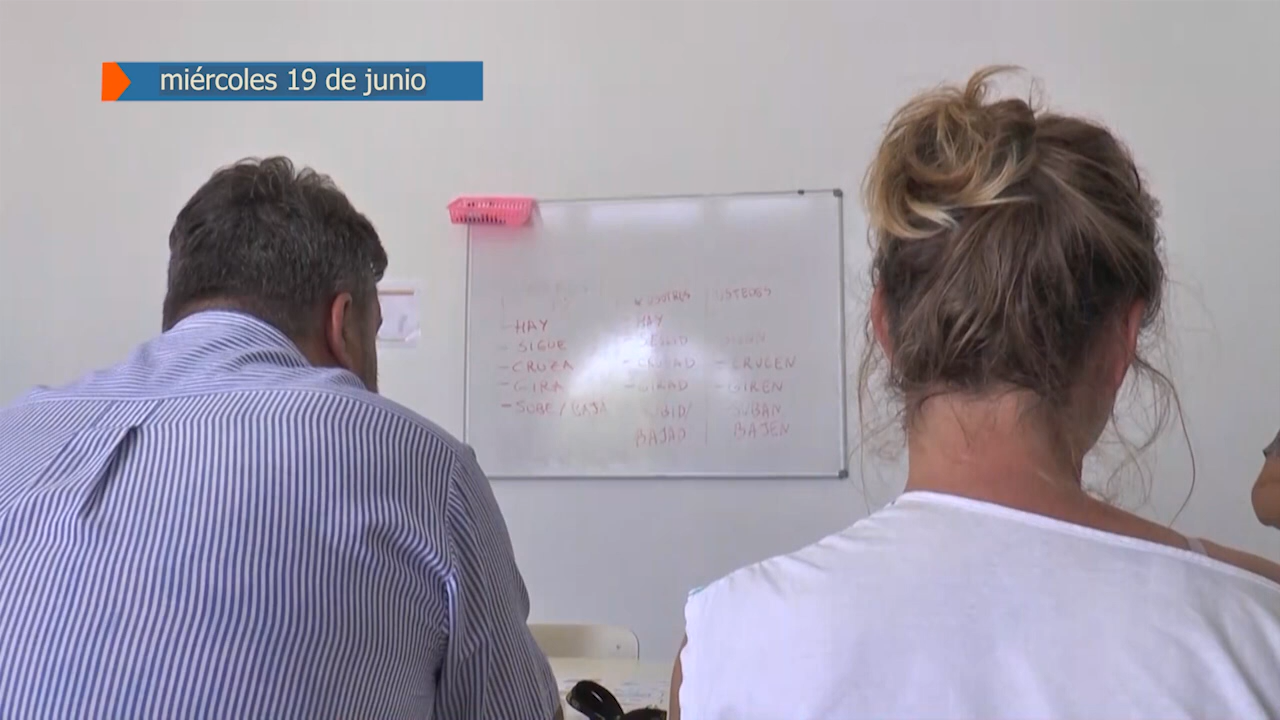 miércoles 19 de junio
USTEDES
- HAY HAY
- SIGUE
- CRUZA - CRUCEN
- GIRA - GIRAD - GIREN
- SUBE / BAJA SUBAN
BAJAD BAJEN